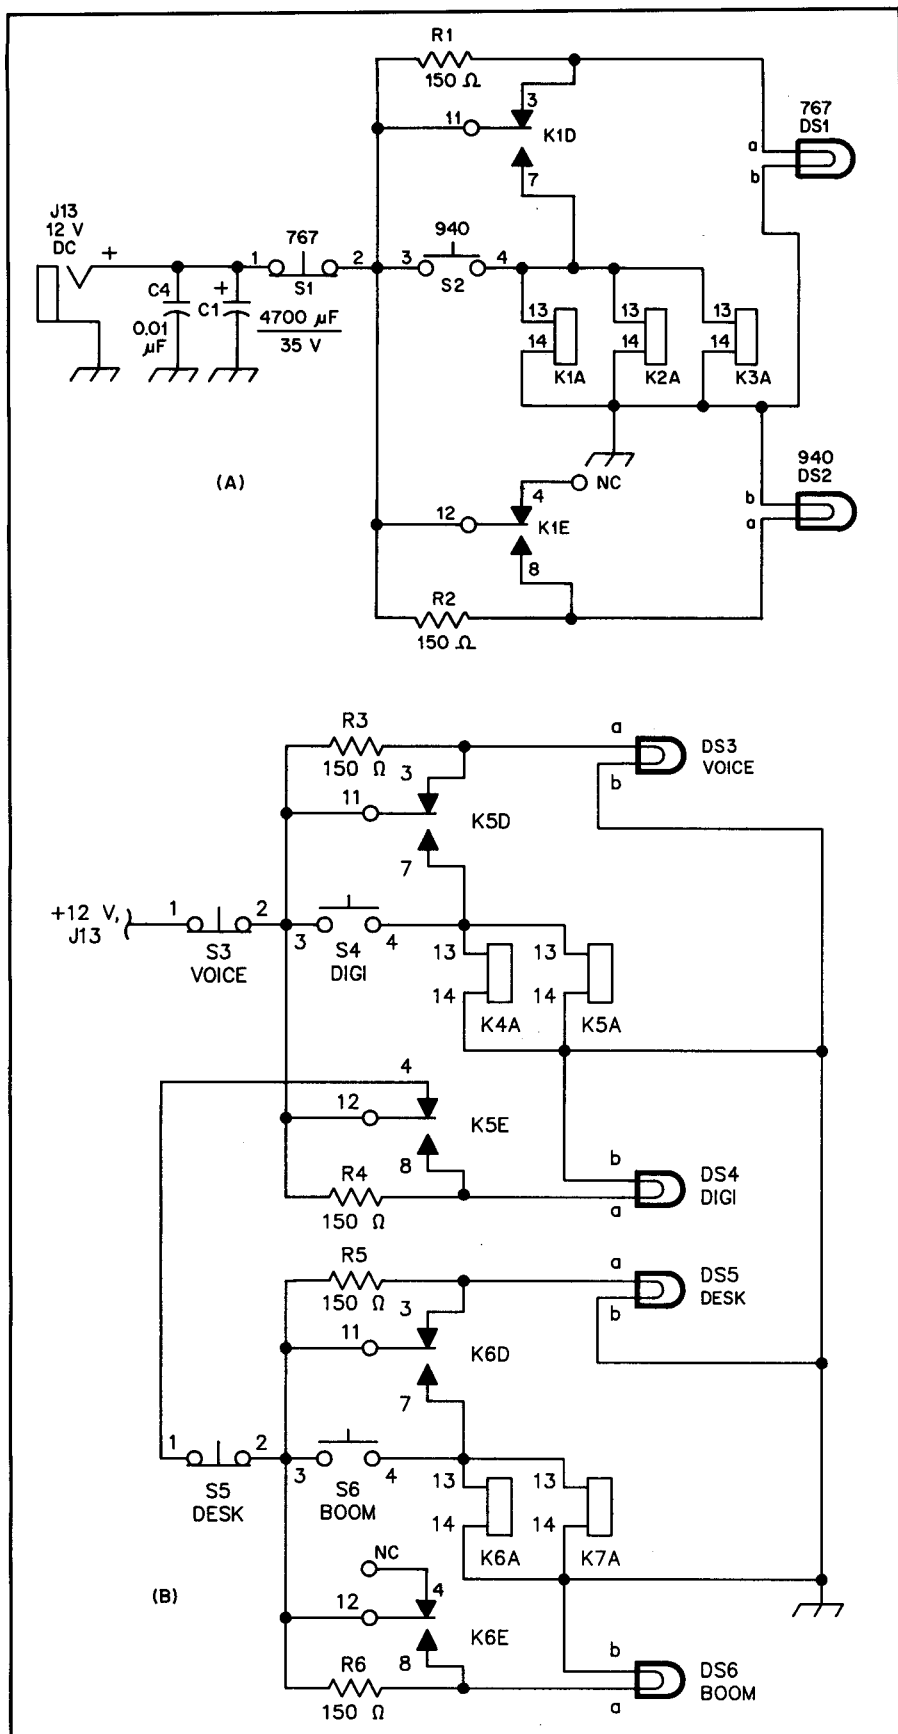 R1
150 Ω
3
11
K1D
7
767
DS1
a
b
J13
12 V
DC
+
767
1
2
S1
940
3
4
S2
C4
0.01
μF
+
C1
4700 μF
35 V
13
14
K1A
13
14
K2A
13
14
K3A
(A)
4
NC
12
K1E
8
940
DS2
b
a
R2
150 Ω
R3
150 Ω
3
11
K5D
7
a
b
DS3
VOICE
+12 V,
J13
1
2
S3
VOICE
3
4
S4
DIGI
13
14
K4A
13
14
K5A
4
12
K5E
8
R4
150 Ω
b
a
DS4
DIGI
R5
150 Ω
3
11
K6D
7
a
b
DS5
DESK
1
2
S5
DESK
3
4
S6
BOOM
13
14
K6A
13
14
K7A
(B)
NC
4
12
K6E
8
R6
150 Ω
b
a
DS6
BOOM